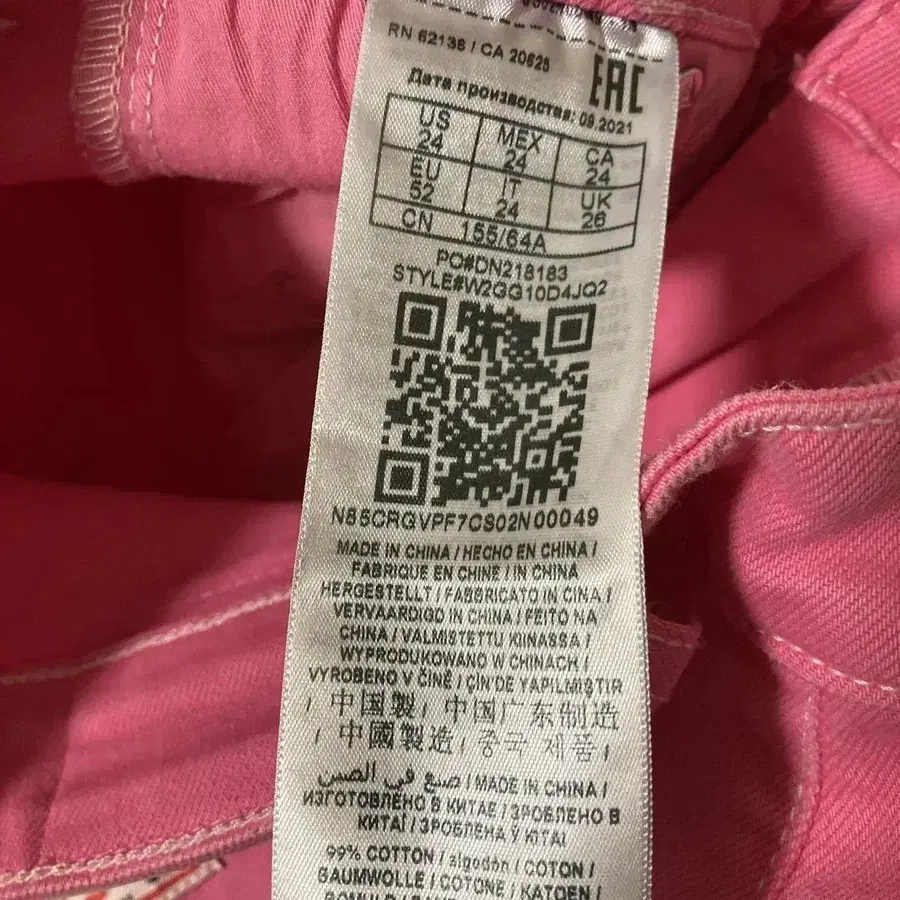 RN 62136 / CA 20625
EAC
Дата производства: 09.2021
US 24 MEX 24 CA 24
EU 52 IT 24 UK 26
CN 155/64A
PO#DN218183
STYLE#W2GG10D4JQ2
N85CRGVPF7CS02N00049
MADE IN CHINA / HECHO EN CHINA /
FABRIQUE EN CHINE / IN CHINA
HERGESTELLT / FABBRICATO IN CINA /
VERVAARDIGD IN CHINA / FEITO NA
CHINA / VALMISTETTU KIINASSA /
WYPRODUKOWANO W CHINACH /
VYROBENO V ČINĚ / ÇİN'DE YAPILMIŞTIR
/ 中国製 / 中国广东制造
/ 中國製造 / 중국 제품 /
صنع في الصين / MADE IN CHINA /
ИЗГОТОВЛЕНО В КИТАЕ / ЗРОБЛЕНО В
КИТАЇ / ЗРОБЛЕНА Ў КІТАІ
99% COTTON / algodón / COTON /
BAUMWOLLE / COTONE / KATOEN /